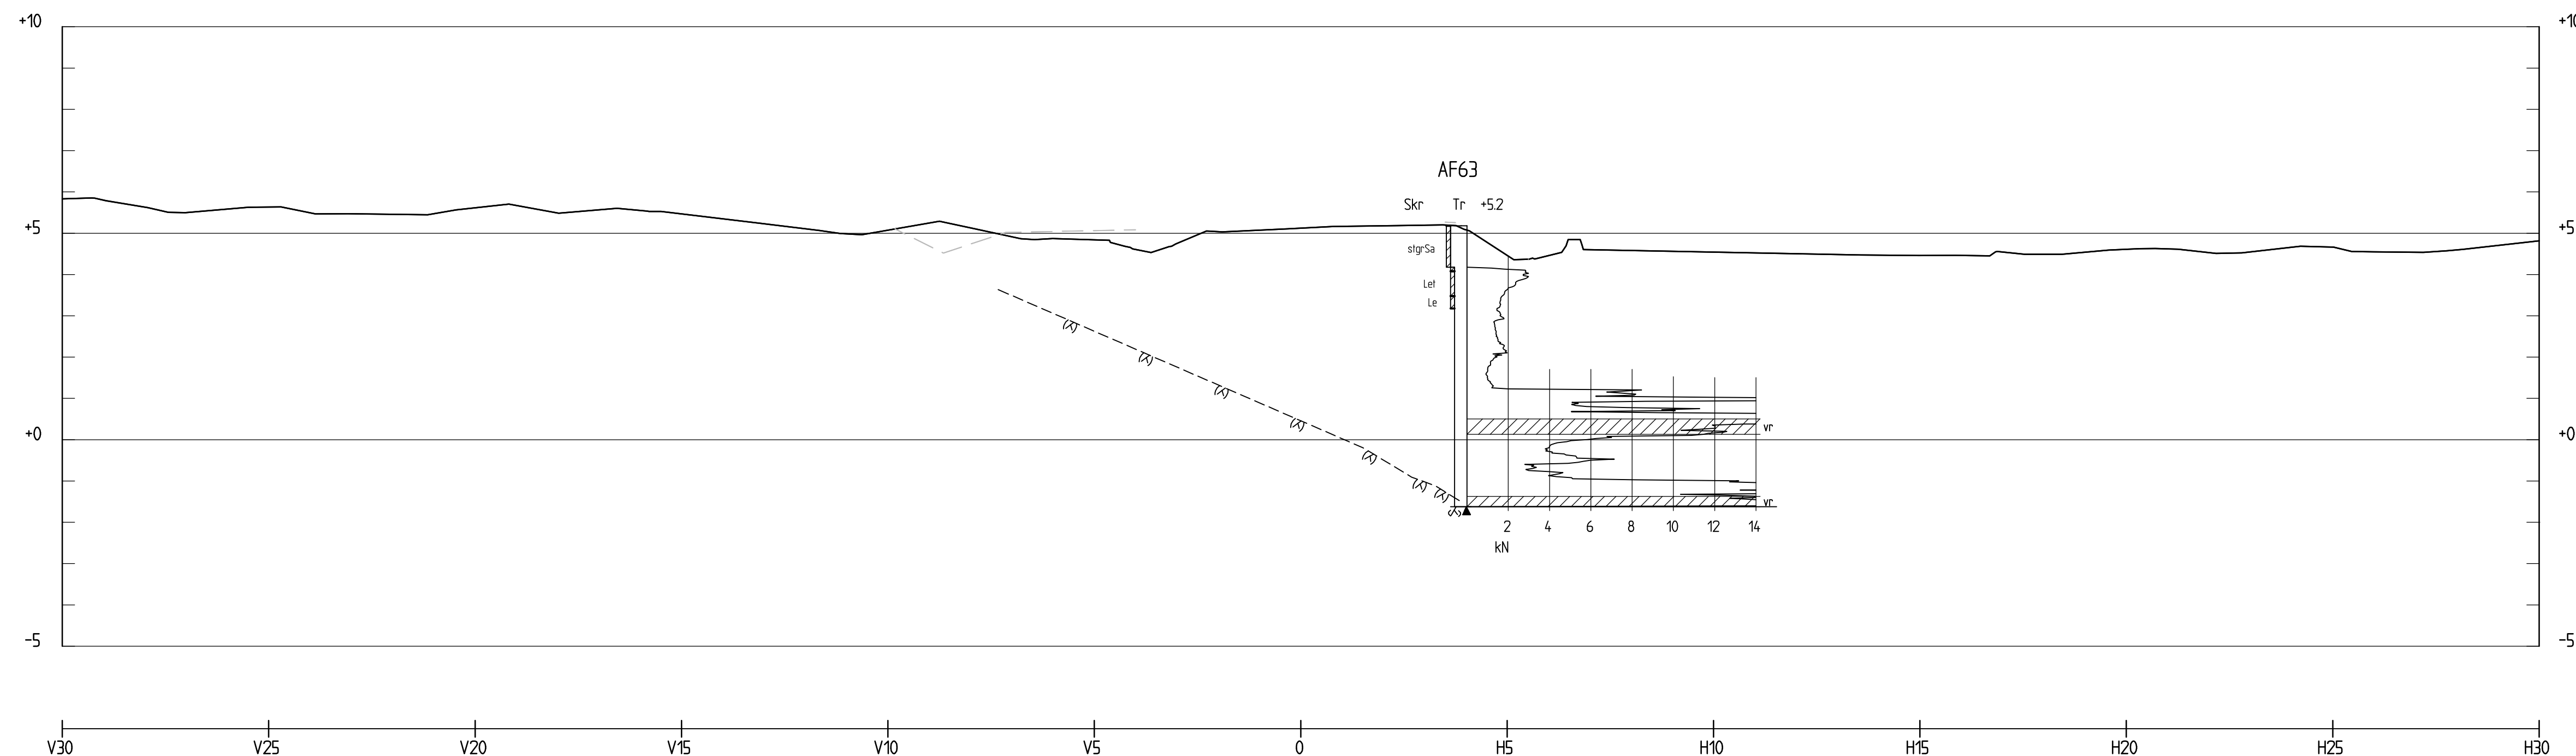 +10 +10
AF63
Skr Tr +5.2
+5 +5
stgrSa
Let
Le
vr
+0 +0
vr
2 4 6 8 10 12 14
kN
-5 -5
V30 V25 V20 V15 V10 V5 0 H5 H10 H15 H20 H25 H30